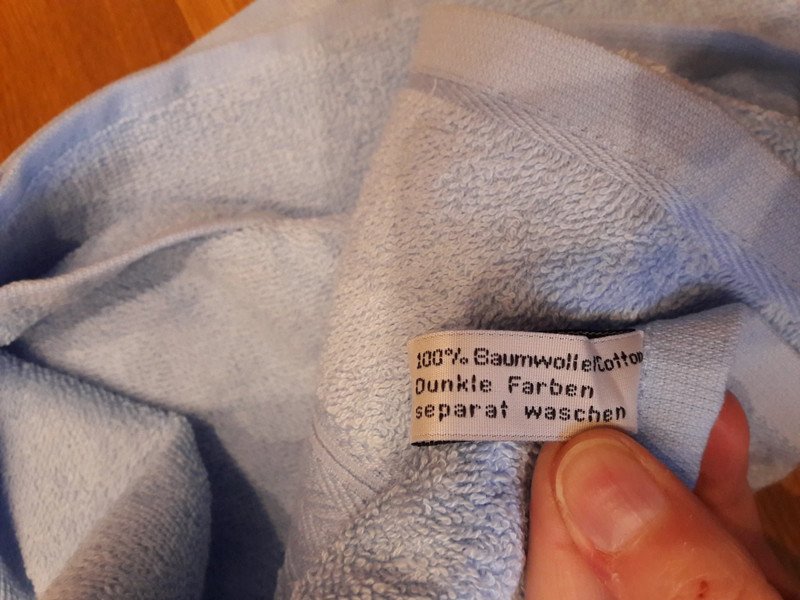 100% Baumwolle/Cotton
Dunkle Farben
separat waschen